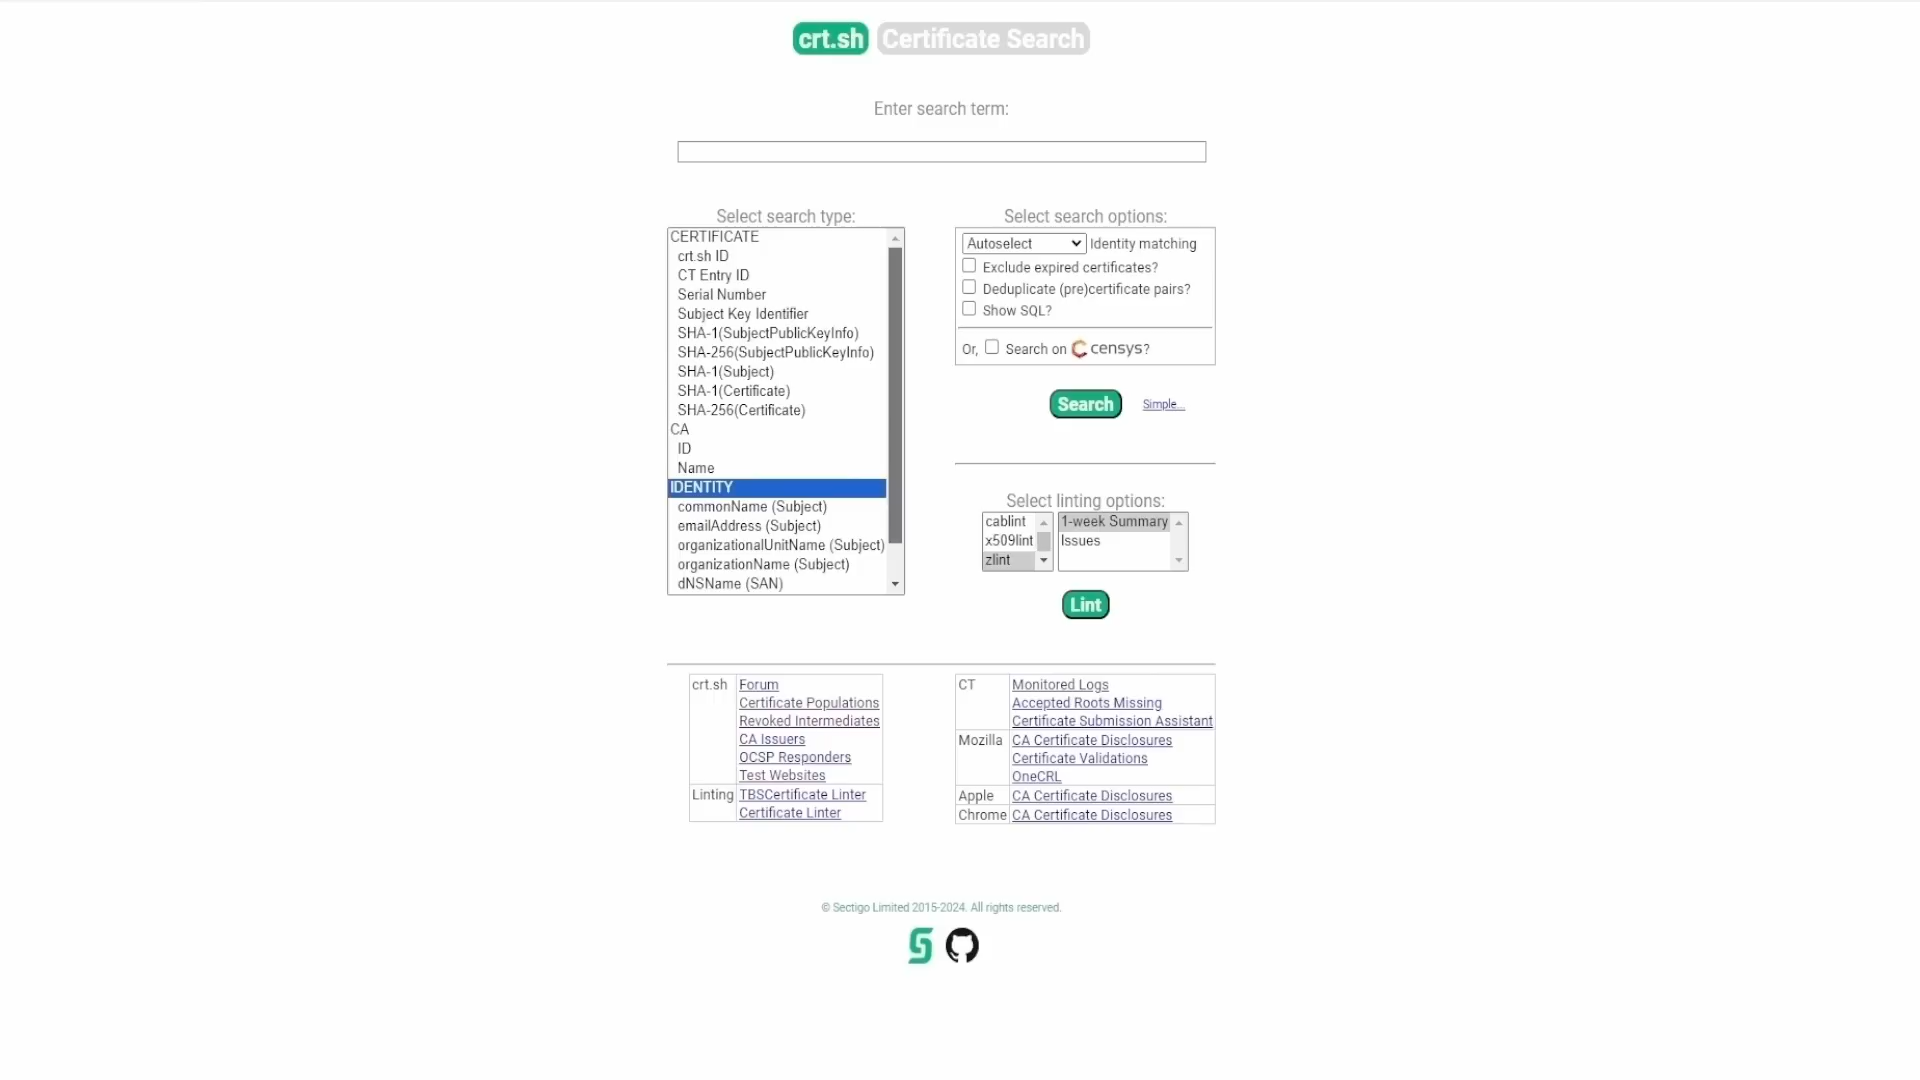 crt.sh Certificate Search
Enter search term:
Select search type:
CERTIFICATE
crt.sh ID
CT Entry ID
Serial Number
Subject Key Identifier
SHA-1(SubjectPublicKeyInfo)
SHA-256(SubjectPublicKeyInfo)
SHA-1(Subject)
SHA-1(Certificate)
SHA-256(Certificate)
CA
ID
Name
IDENTITY
commonName (Subject)
emailAddress (Subject)
organizationalUnitName (Subject)
organizationName (Subject)
dNSName (SAN)
Select search options:
Autoselect Identity matching
Exclude expired certificates?
Deduplicate (pre)certificate pairs?
Show SQL?
Or, Search on censys?
Search Simple...
Select linting options:
cablint
x509lint
zlint
1-week Summary
Issues
Lint
crt.sh
Forum
Certificate Populations
Revoked Intermediates
CA Issuers
OCSP Responders
Test Websites
Linting
TBSCertificate Linter
Certificate Linter
CT
Monitored Logs
Accepted Roots Missing
Certificate Submission Assistant
Mozilla
CA Certificate Disclosures
Certificate Validations
OneCRL
Apple
CA Certificate Disclosures
Chrome
CA Certificate Disclosures
© Sectigo Limited 2015-2024. All rights reserved.